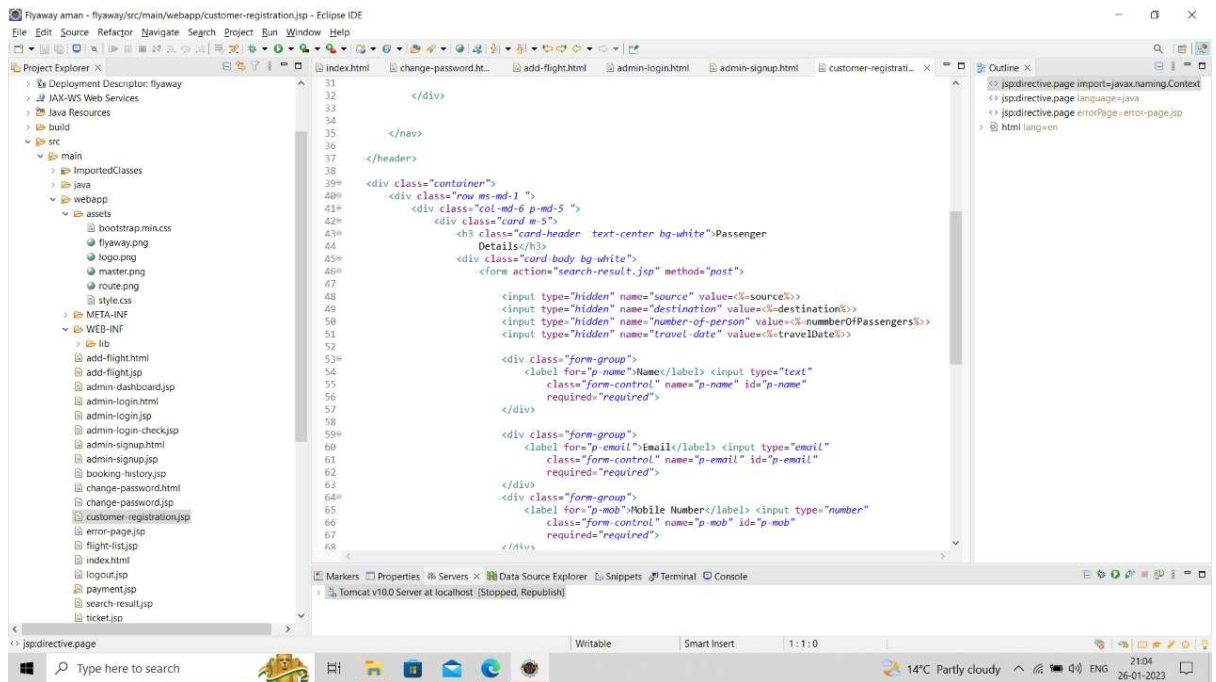 Flyaway aman - flyaway/src/main/webapp/customer-registration.jsp - Eclipse IDE
File Edit Source Refactor Navigate Search Project Run Window Help
Project Explorer
index.html
change-password.ht...
add-flight.html
admin-login.html
admin-signup.html
customer-registrati...
Outline
Deployment Descriptor: flyaway
JAX-WS Web Services
Java Resources
build
src
main
ImportedClasses
java
webapp
assets
bootstrap.min.css
flyaway.png
logo.png
master.png
route.png
style.css
META-INF
WEB-INF
lib
add-flight.html
add-flight.jsp
admin-dashboard.jsp
admin-login.html
admin-login.jsp
admin-login-check.jsp
admin-signup.html
admin-signup.jsp
booking-history.jsp
change-password.html
change-password.jsp
customer-registration.jsp
error-page.jsp
flight-list.jsp
index.html
logout.jsp
payment.jsp
search-result.jsp
ticket.jsp
31
32 </div>
33
34
35 </nav>
36
37 </header>
38
39 <div class="container">
40 <div class="row ms-md-1 ">
41 <div class="col-md-6 p-md-5 ">
42 <div class="card m-5">
43 <h3 class="card-header  text-center bg-white">Passenger
44 Details</h3>
45 <div class="card-body bg-white">
46 <form action="search-result.jsp" method="post">
47
48 <input type="hidden" name="source" value=<%=source%>>
49 <input type="hidden" name="destination" value=<%=destination%>>
50 <input type="hidden" name="number-of-person" value=<%=nummberOfPassengers%>>
51 <input type="hidden" name="travel-date" value=<%=travelDate%>>
52
53 <div class="form-group">
54 <label for="p-name">Name</label> <input type="text"
55 class="form-control" name="p-name" id="p-name"
56 required="required">
57 </div>
58
59 <div class="form-group">
60 <label for="p-email">Email</label> <input type="email"
61 class="form-control" name="p-email" id="p-email"
62 required="required">
63 </div>
64 <div class="form-group">
65 <label for="p-mob">Mobile Number</label> <input type="number"
66 class="form-control" name="p-mob" id="p-mob"
67 required="required">
68 </div>
jsp:directive.page import=javax.naming.Context
jsp:directive.page language=java
jsp:directive.page errorPage=error-page.jsp
html lang=en
Markers Properties Servers Data Source Explorer Snippets Terminal Console
Tomcat v10.0 Server at localhost [Stopped, Republish]
jsp:directive.page Writable Smart Insert 1:1:0
Type here to search 14°C Partly cloudy ENG 21:04
26-01-2023